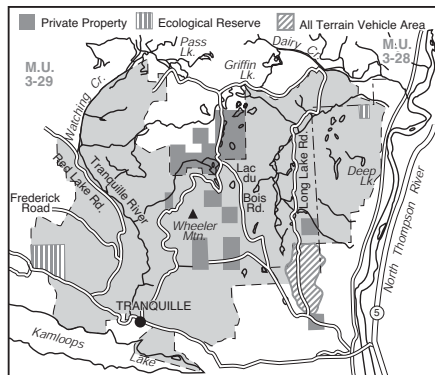 Private Property
Ecological Reserve
All Terrain Vehicle Area
M.U.
3-29
Pass
Lk.
Griffin
Lk.
Dairy Cr.
M.U.
3-28
Watching Cr.
Red Lake Rd.
Tranquille
River
Frederick
Road
Lac
du
Bois
Rd.
Long Lake Rd
Deep
Lk.
North Thompson River
Wheeler
Mtn.
TRANQUILLE
Kamloops
Lake
5